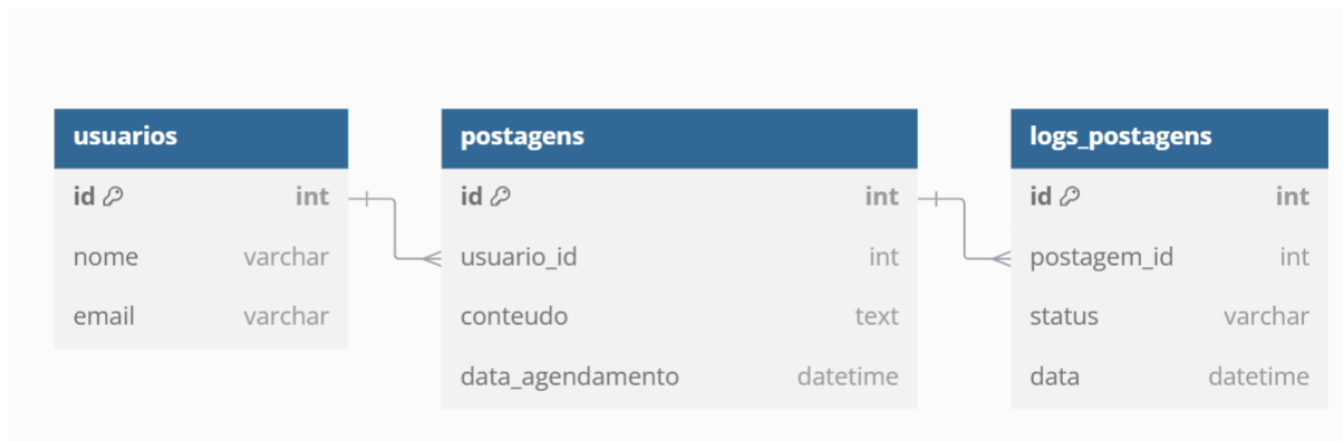 usuarios
id int
nome varchar
email varchar
postagens
id int
usuario_id int
conteudo text
data_agendamento datetime
logs_postagens
id int
postagem_id int
status varchar
data datetime